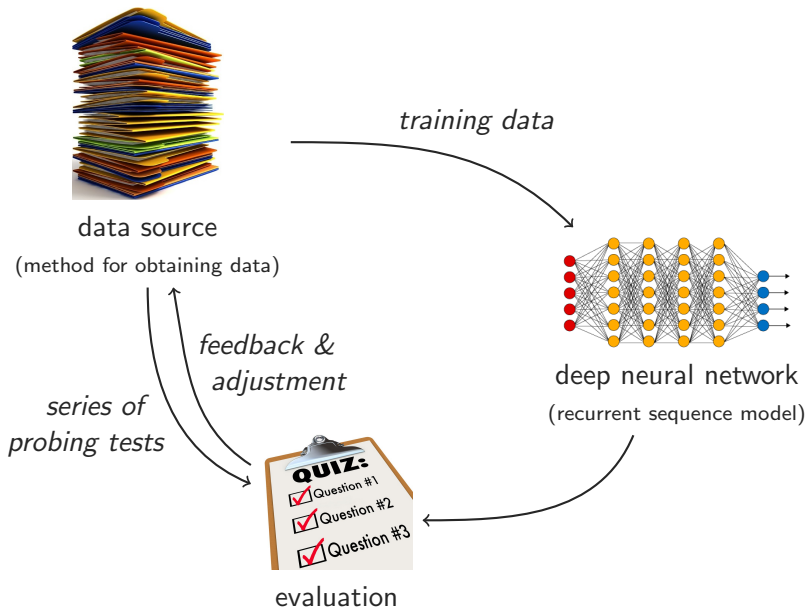 training data
data source
(method for obtaining data)
feedback &
adjustment
series of
probing tests
deep neural network
(recurrent sequence model)
QUIZ:
Question #1
Question #2
Question #3
evaluation